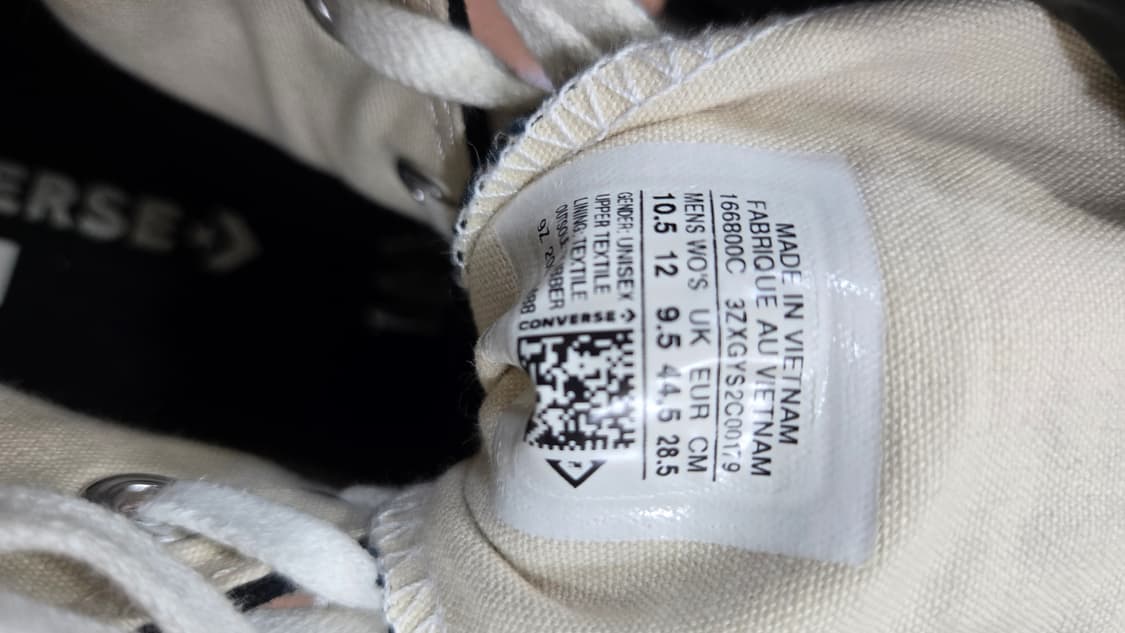 MADE IN VIETNAM
FABRIQUE AU VIETNAM
166800C 3ZXGYS2C00179
MENS WO'S UK EUR CM
10.5 12 9.5 44.5 28.5
GENDER: UNISEX
UPPER TEXTILE
LINING: TEXTILE
CONVERSE
ERSE